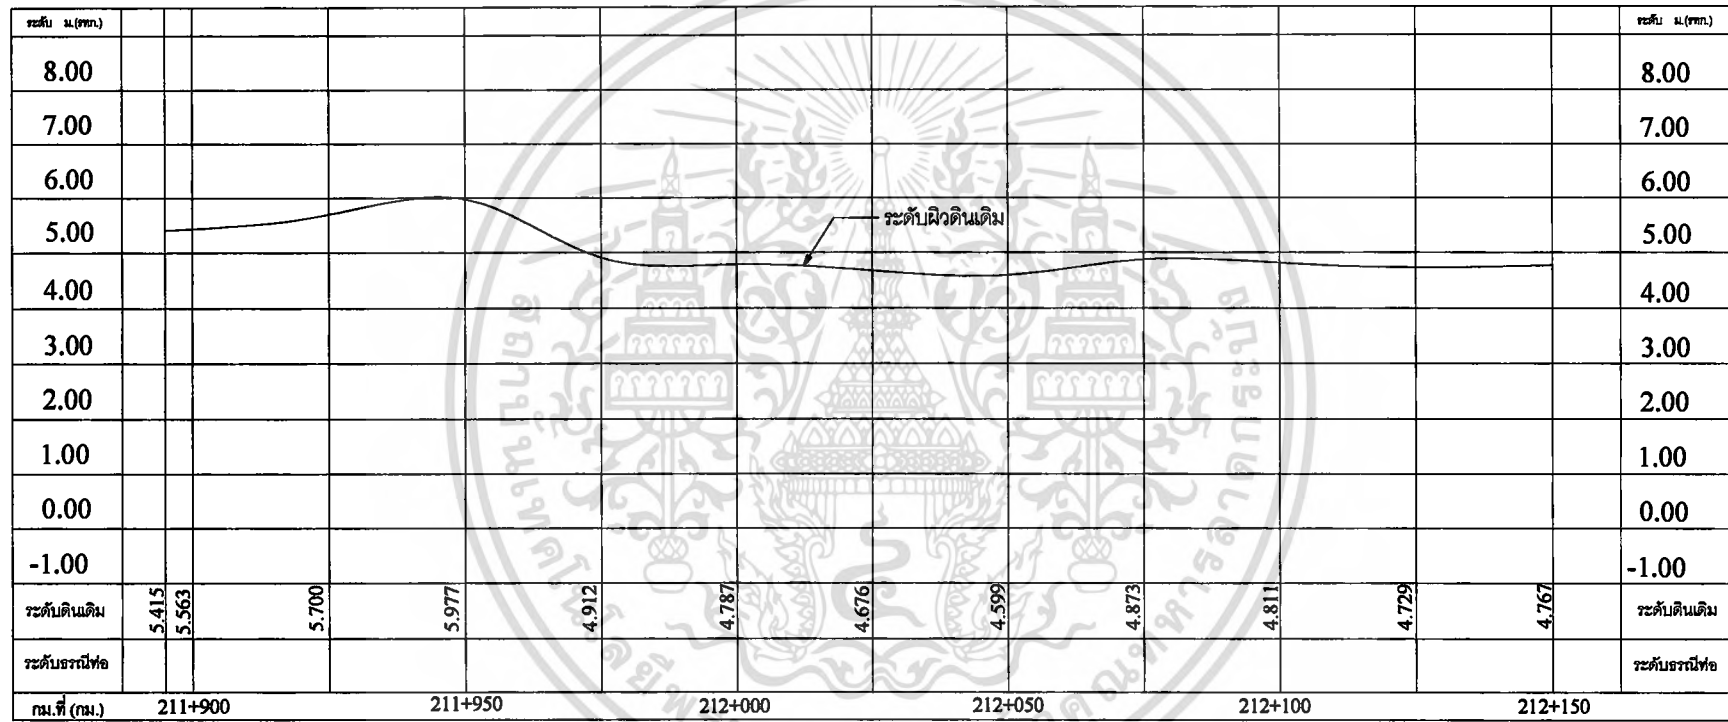 ระดับ ม.(รทก.) ระดับ ม.(รทก.)
8.00 8.00
7.00 7.00
6.00 6.00
ระดับผิวดินเดิม
5.00 5.00
4.00 4.00
3.00 3.00
2.00 2.00
1.00 1.00
0.00 0.00
-1.00 -1.00
ระดับดินเดิม 5.415 5.563 5.700 5.977 4.912 4.787 4.676 4.599 4.873 4.811 4.729 4.767 ระดับดินเดิม
ระดับธรณีท่อ ระดับธรณีท่อ
กม.ที่ (กม.) 211+900 211+950 212+000 212+050 212+100 212+150